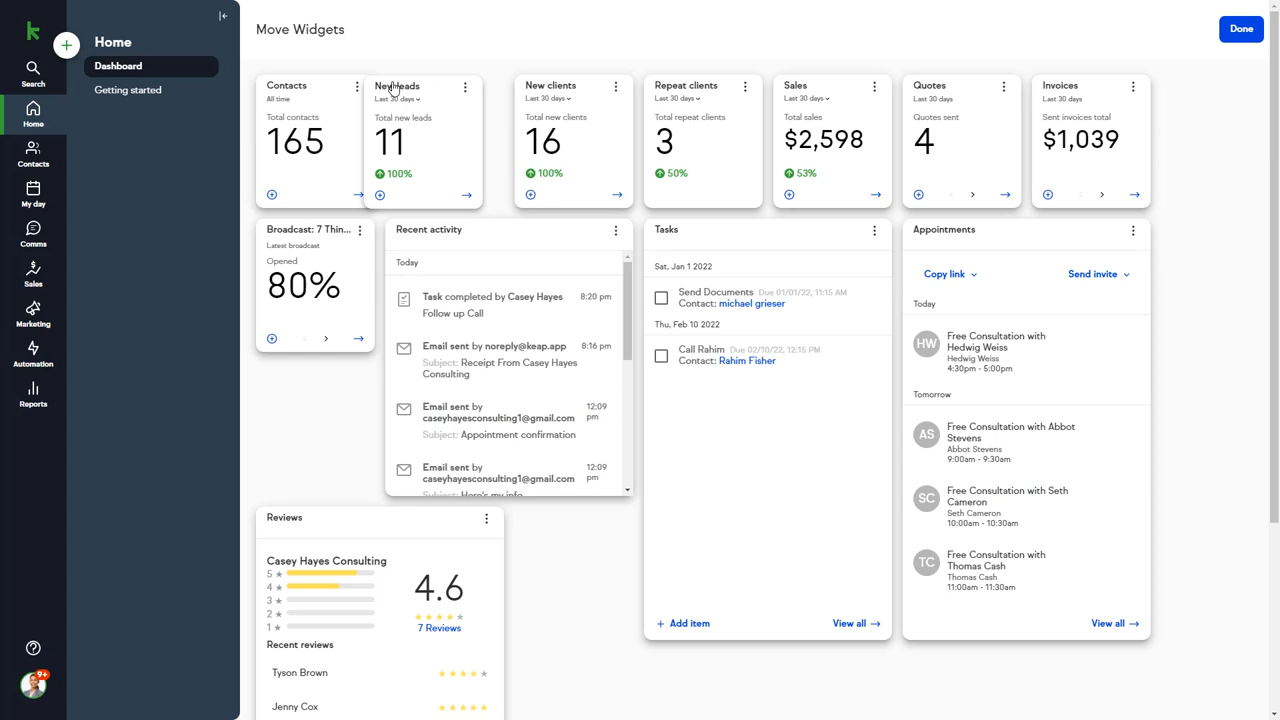 Move Widgets
Done
Home
Dashboard
Getting started
Search
Home
Contacts
My day
Comms
Sales
Marketing
Automation
Reports
9+
Contacts
All time
Total contacts
165
New leads
Last 30 days
Total new leads
11
100%
New clients
Last 30 days
Total new clients
16
100%
Repeat clients
Last 30 days
Total repeat clients
3
50%
Sales
Last 30 days
Total sales
$2,598
53%
Quotes
Last 30 days
Quotes sent
4
Invoices
Last 30 days
Sent invoices total
$1,039
Broadcast: 7 Thin...
Latest broadcast
Opened
80%
Recent activity
Today
Task completed by Casey Hayes 8:20 pm
Follow up Call
Email sent by noreply@keap.app 8:16 pm
Subject: Receipt From Casey Hayes
Consulting
Email sent by 12:09
caseyhayesconsulting1@gmail.com pm
Subject: Appointment confirmation
Email sent by 12:09
caseyhayesconsulting1@gmail.com pm
Subject: Here's my info
Tasks
Sat, Jan 1 2022
Send Documents Due 01/01/22, 11:15 AM
Contact: michael grieser
Thu, Feb 10 2022
Call Rahim Due 02/10/22, 12:15 PM
Contact: Rahim Fisher
+ Add item
View all
Appointments
Copy link
Send invite
Today
HW
Free Consultation with
Hedwig Weiss
Hedwig Weiss
4:30pm - 5:00pm
Tomorrow
AS
Free Consultation with Abbot
Stevens
Abbot Stevens
9:00am - 9:30am
SC
Free Consultation with Seth
Cameron
Seth Cameron
10:00am - 10:30am
TC
Free Consultation with
Thomas Cash
Thomas Cash
11:00am - 11:30am
View all
Reviews
Casey Hayes Consulting
5
4
3
2
1
4.6
7 Reviews
Recent reviews
Tyson Brown
Jenny Cox